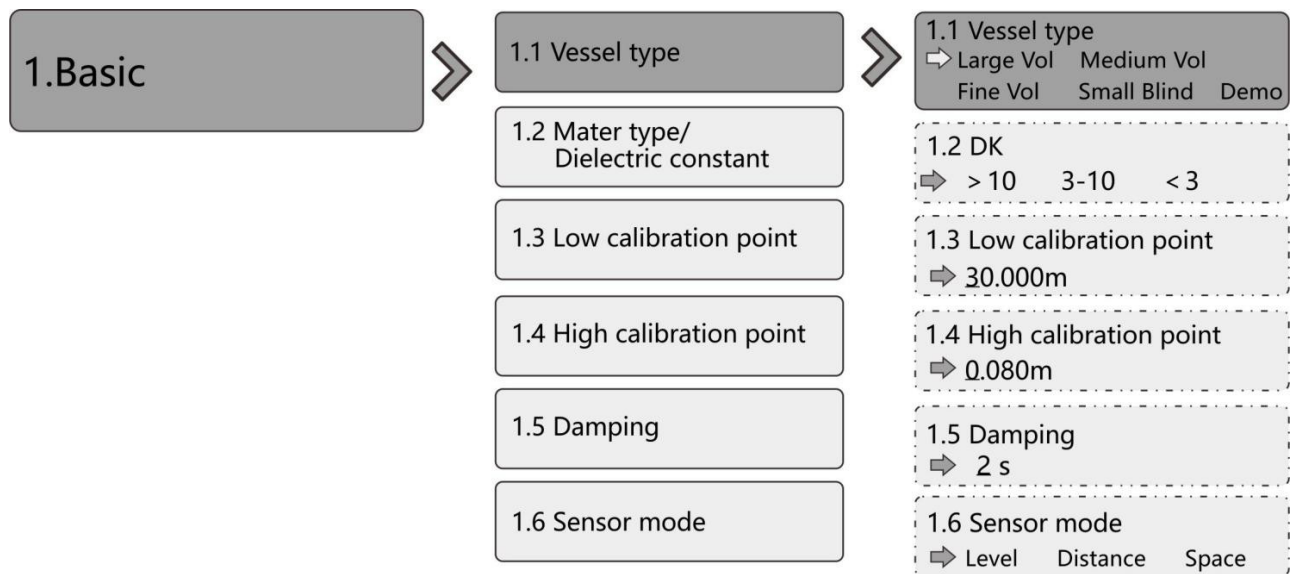 1.Basic
1.1 Vessel type
1.2 Mater type/
Dielectric constant
1.3 Low calibration point
1.4 High calibration point
1.5 Damping
1.6 Sensor mode
1.1 Vessel type
Large Vol Medium Vol
Fine Vol Small Blind Demo
1.2 DK
> 10 3-10 < 3
1.3 Low calibration point
30.000m
1.4 High calibration point
0.080m
1.5 Damping
2 s
1.6 Sensor mode
Level Distance Space